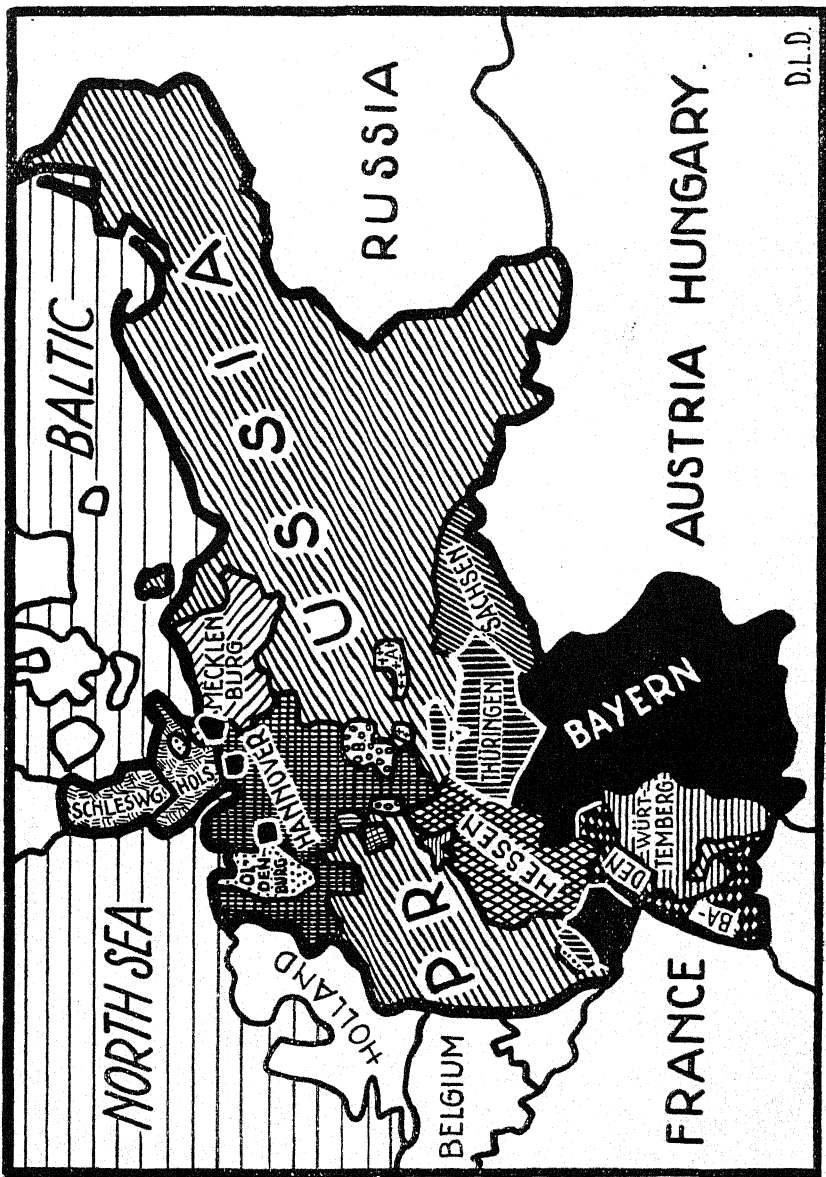 NORTH SEA
BALTIC
RUSSIA
SCHLESWG.
HOLS.
MECKLEN
BURG
HANNOVER
OL-
DEN-
BURG
HOLLAND
PRUSSIA
B.
A.
BELGIUM
HESSEN
THÜRINGEN
SACHSEN
BAYERN
WÜRT-
TEMBERG
BA-
DEN
FRANCE
AUSTRIA HUNGARY.
D.L.D.